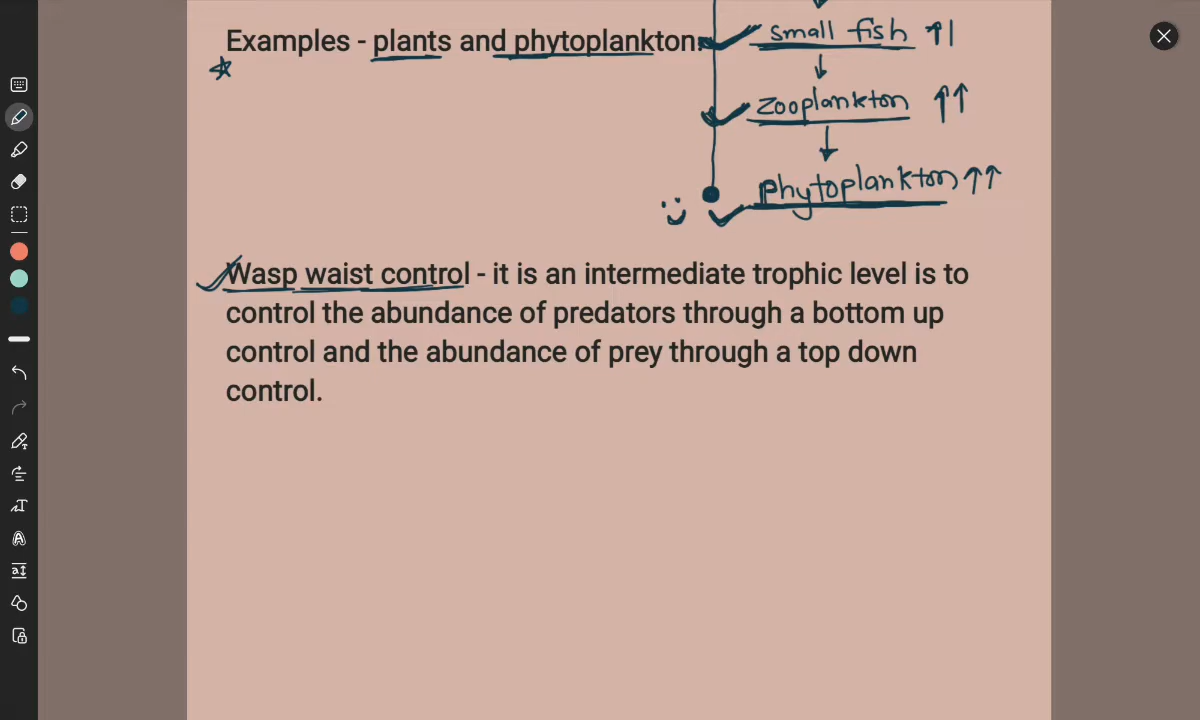 Examples - plants and phytoplankton.
small fish ↑
zooplankton ↑↑
phytoplankton ↑↑
Wasp waist control - it is an intermediate trophic level is to
control the abundance of predators through a bottom up
control and the abundance of prey through a top down
control.